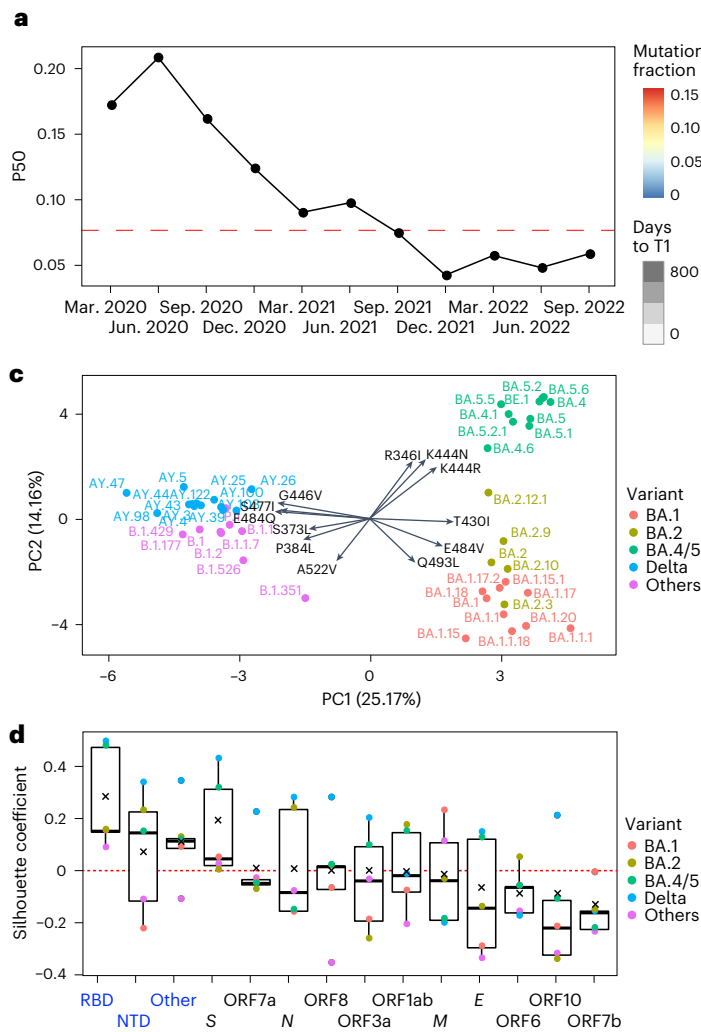 a
Mutation
fraction
0.15
0.10
0.05
0
Days
to T1
800
0
P50
0.20
0.15
0.10
0.05
Mar. 2020 Sep. 2020 Mar. 2021 Sep. 2021 Mar. 2022 Sep. 2022
Jun. 2020 Dec. 2020 Jun. 2021 Dec. 2021 Jun. 2022
c
PC2 (14.16%)
4
0
−4
−6 −3 0 3
PC1 (25.17%)
BA.5.2
BA.5.6
BA.5.5
BE.1
BA.4
BA.4.1
BA.5
BA.5.2.1
BA.5.1
BA.4.6
R346I
K444N
K444R
AY.5
AY.47
AY.25
AY.26
AY.44
AY.122
AY.100
G446V
BA.2.12.1
AY.43
S477I
AY.98
AY.3
AY.39
E484Q
T430I
AY.4
B.1.429
B.1
B.1.1
S373L
BA.2.9
B.1.177
B.1.2
B.1.1.7
P384L
E484V
BA.2
B.1.526
A522V
Q493L
BA.2.10
BA.1.17.2
BA.1.15.1
B.1.351
BA.1.18
BA.1.17
BA.1
BA.2.3
BA.1.1
BA.1.20
BA.1.15
BA.1.1.18
BA.1.1.1
Variant
BA.1
BA.2
BA.4/5
Delta
Others
d
Silhouette coefficient
0.4
0.2
0
−0.2
−0.4
RBD Other ORF7a ORF8 ORF1ab E ORF10
NTD S N ORF3a M ORF6 ORF7b
Variant
BA.1
BA.2
BA.4/5
Delta
Others